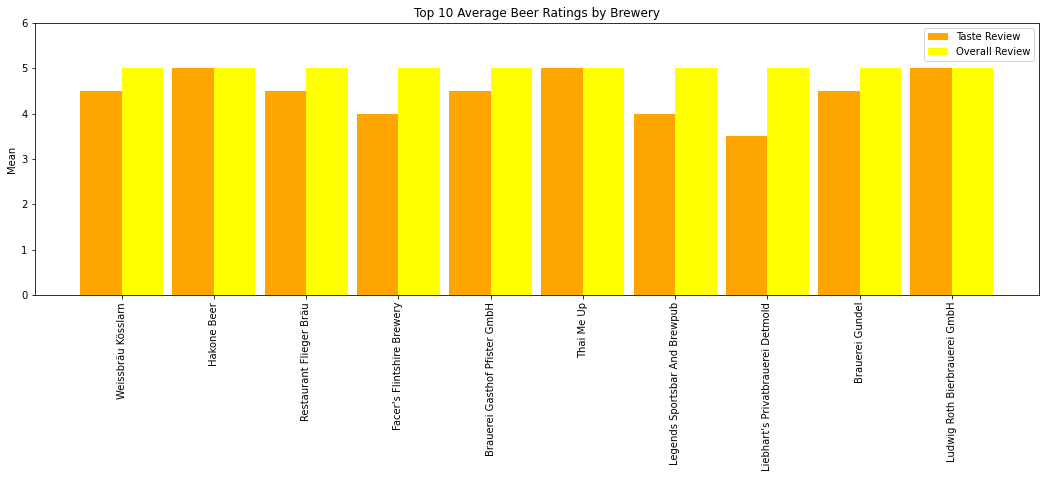 Top 10 Average Beer Ratings by Brewery
Taste Review
Overall Review
Mean
6
5
4
3
2
1
0
Weissbräu Kösslarn
Hakone Beer
Restaurant Flieger Bräu
Facer's Flintshire Brewery
Brauerei Gasthof Pfister GmbH
Thai Me Up
Legends Sportsbar And Brewpub
Liebhart's Privatbrauerei Detmold
Brauerei Gundel
Ludwig Roth Bierbrauerei GmbH